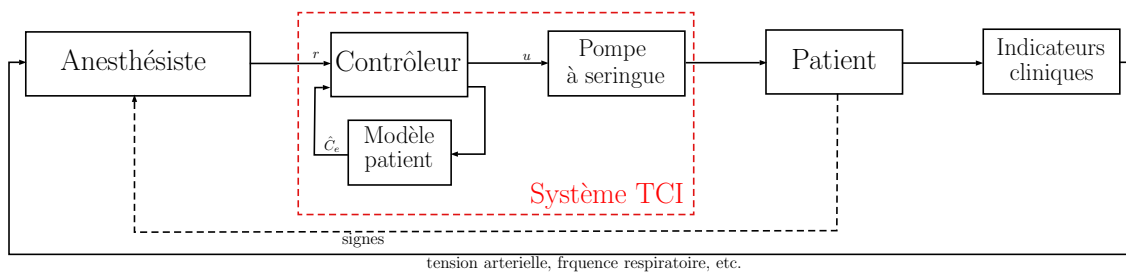 Anesthésiste
r
Contrôleur
u
Pompe
à seringue
Patient
Indicateurs
cliniques
Ĉₑ
Modèle
patient
Système TCI
signes
tension arterielle, frquence respiratoire, etc.